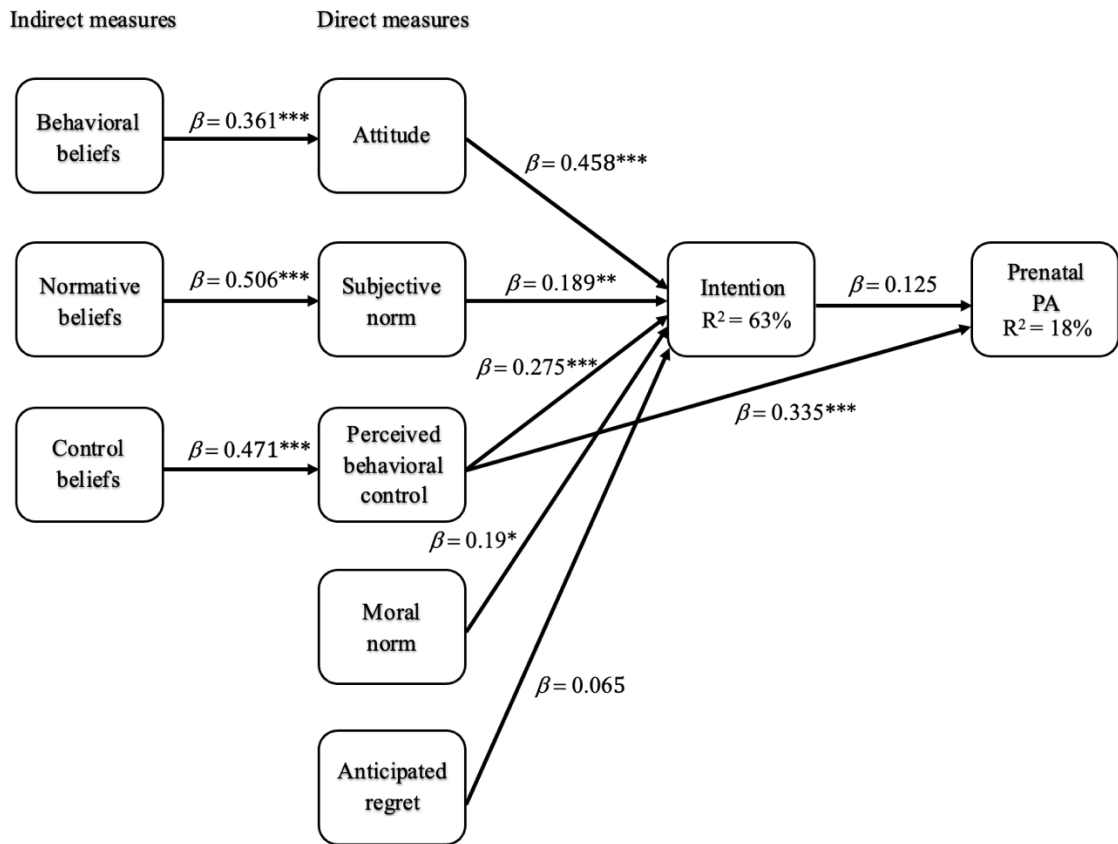 Indirect measures
Direct measures
Behavioral
beliefs
β = 0.361***
Attitude
β = 0.458***
Normative
beliefs
β = 0.506***
Subjective
norm
β = 0.189**
Intention
R² = 63%
β = 0.125
Prenatal
PA
R² = 18%
β = 0.275***
β = 0.335***
Control
beliefs
β = 0.471***
Perceived
behavioral
control
β = 0.19*
Moral
norm
β = 0.065
Anticipated
regret